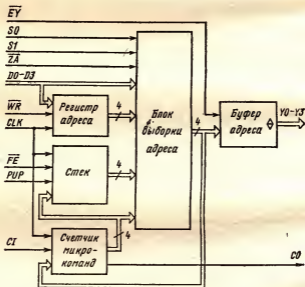 EY
S0
S1
ZA
D0-D3
WR
CLK
FE
PUP
CI
Регистр
адреса
4
Стек
4
Счетчик
микро-
команд
4
Блок
выборки
адреса
4
Буфер
адреса
Y0-Y3
CO